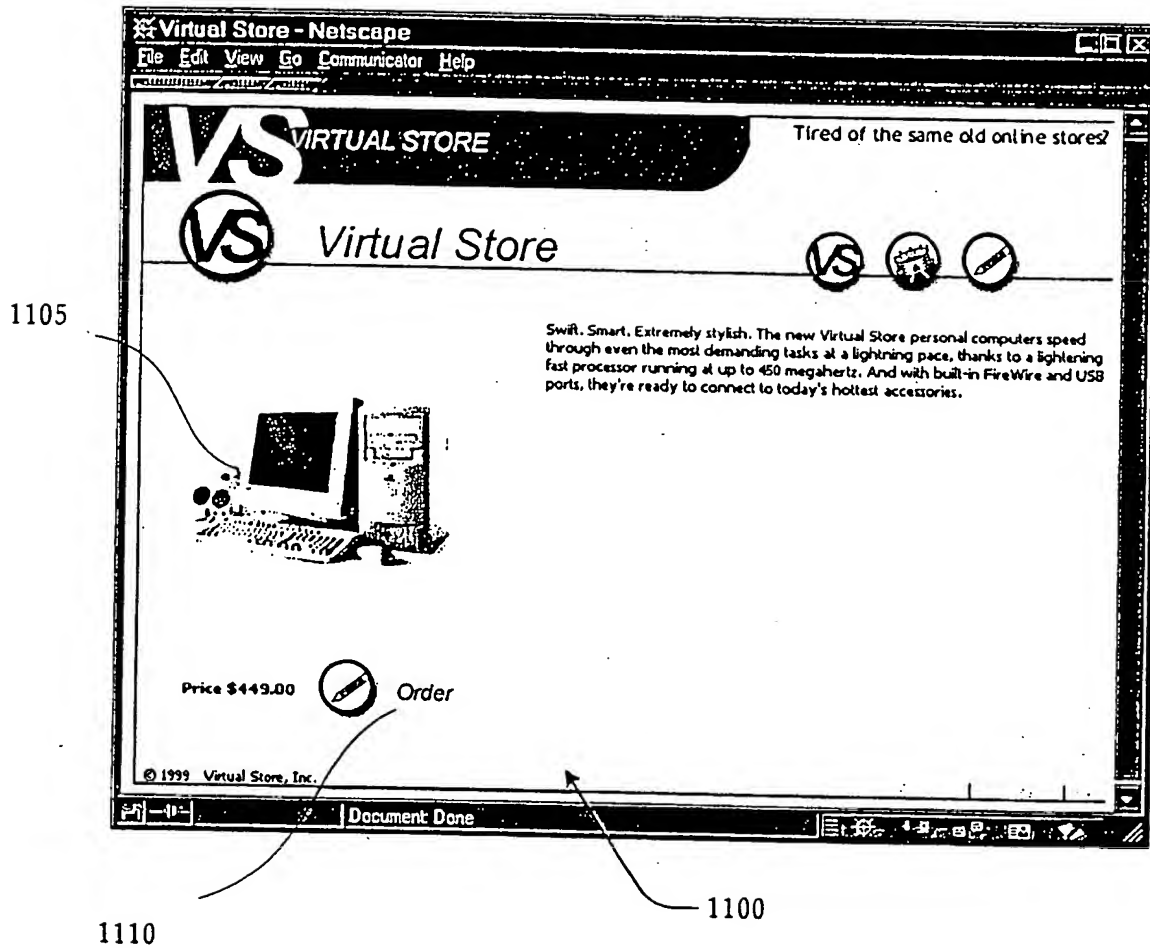 Virtual Store - Netscape
File Edit View Go Communicator Help
VS VIRTUAL STORE
Tired of the same old online stores?
VS Virtual Store
VS
1105
Swift. Smart. Extremely stylish. The new Virtual Store personal computers speed
through even the most demanding tasks at a lightning pace, thanks to a lightening
fast processor running at up to 450 megahertz. And with built-in FireWire and USB
ports, they're ready to connect to today's hottest accessories.
Price $449.00 Order
© 1999 Virtual Store, Inc.
Document: Done
1100
1110